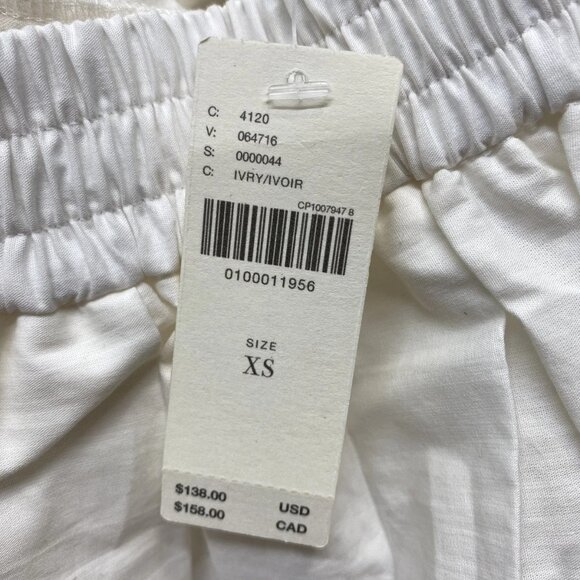 C: 4120
V: 064716
S: 0000044
C: IVRY/IVOIR
CP1007947 8
0100011956
SIZE
XS
$138.00 USD
$158.00 CAD